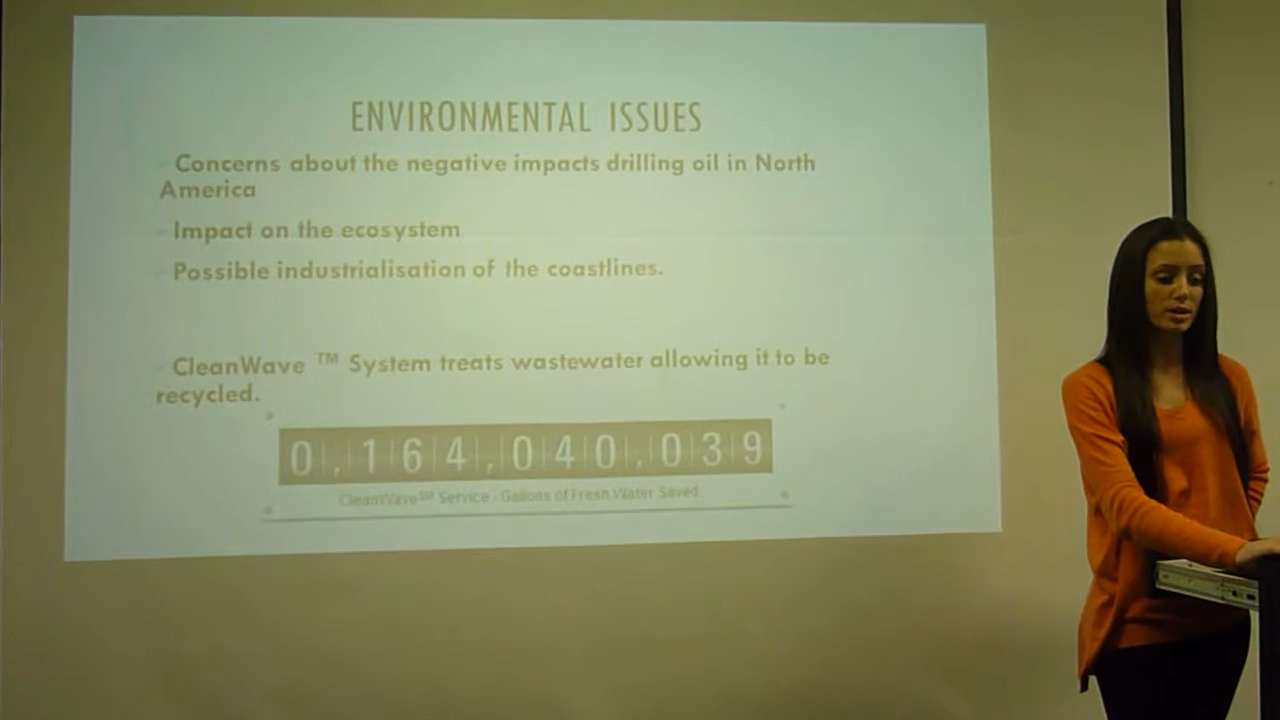 ENVIRONMENTAL ISSUES
Concerns about the negative impacts drilling oil in North
America
Impact on the ecosystem
Possible industrialisation of the coastlines.
CleanWave ™ System treats wastewater allowing it to be
recycled.
0,164,040,039
CleanWave℠ Service - Gallons of Fresh Water Saved